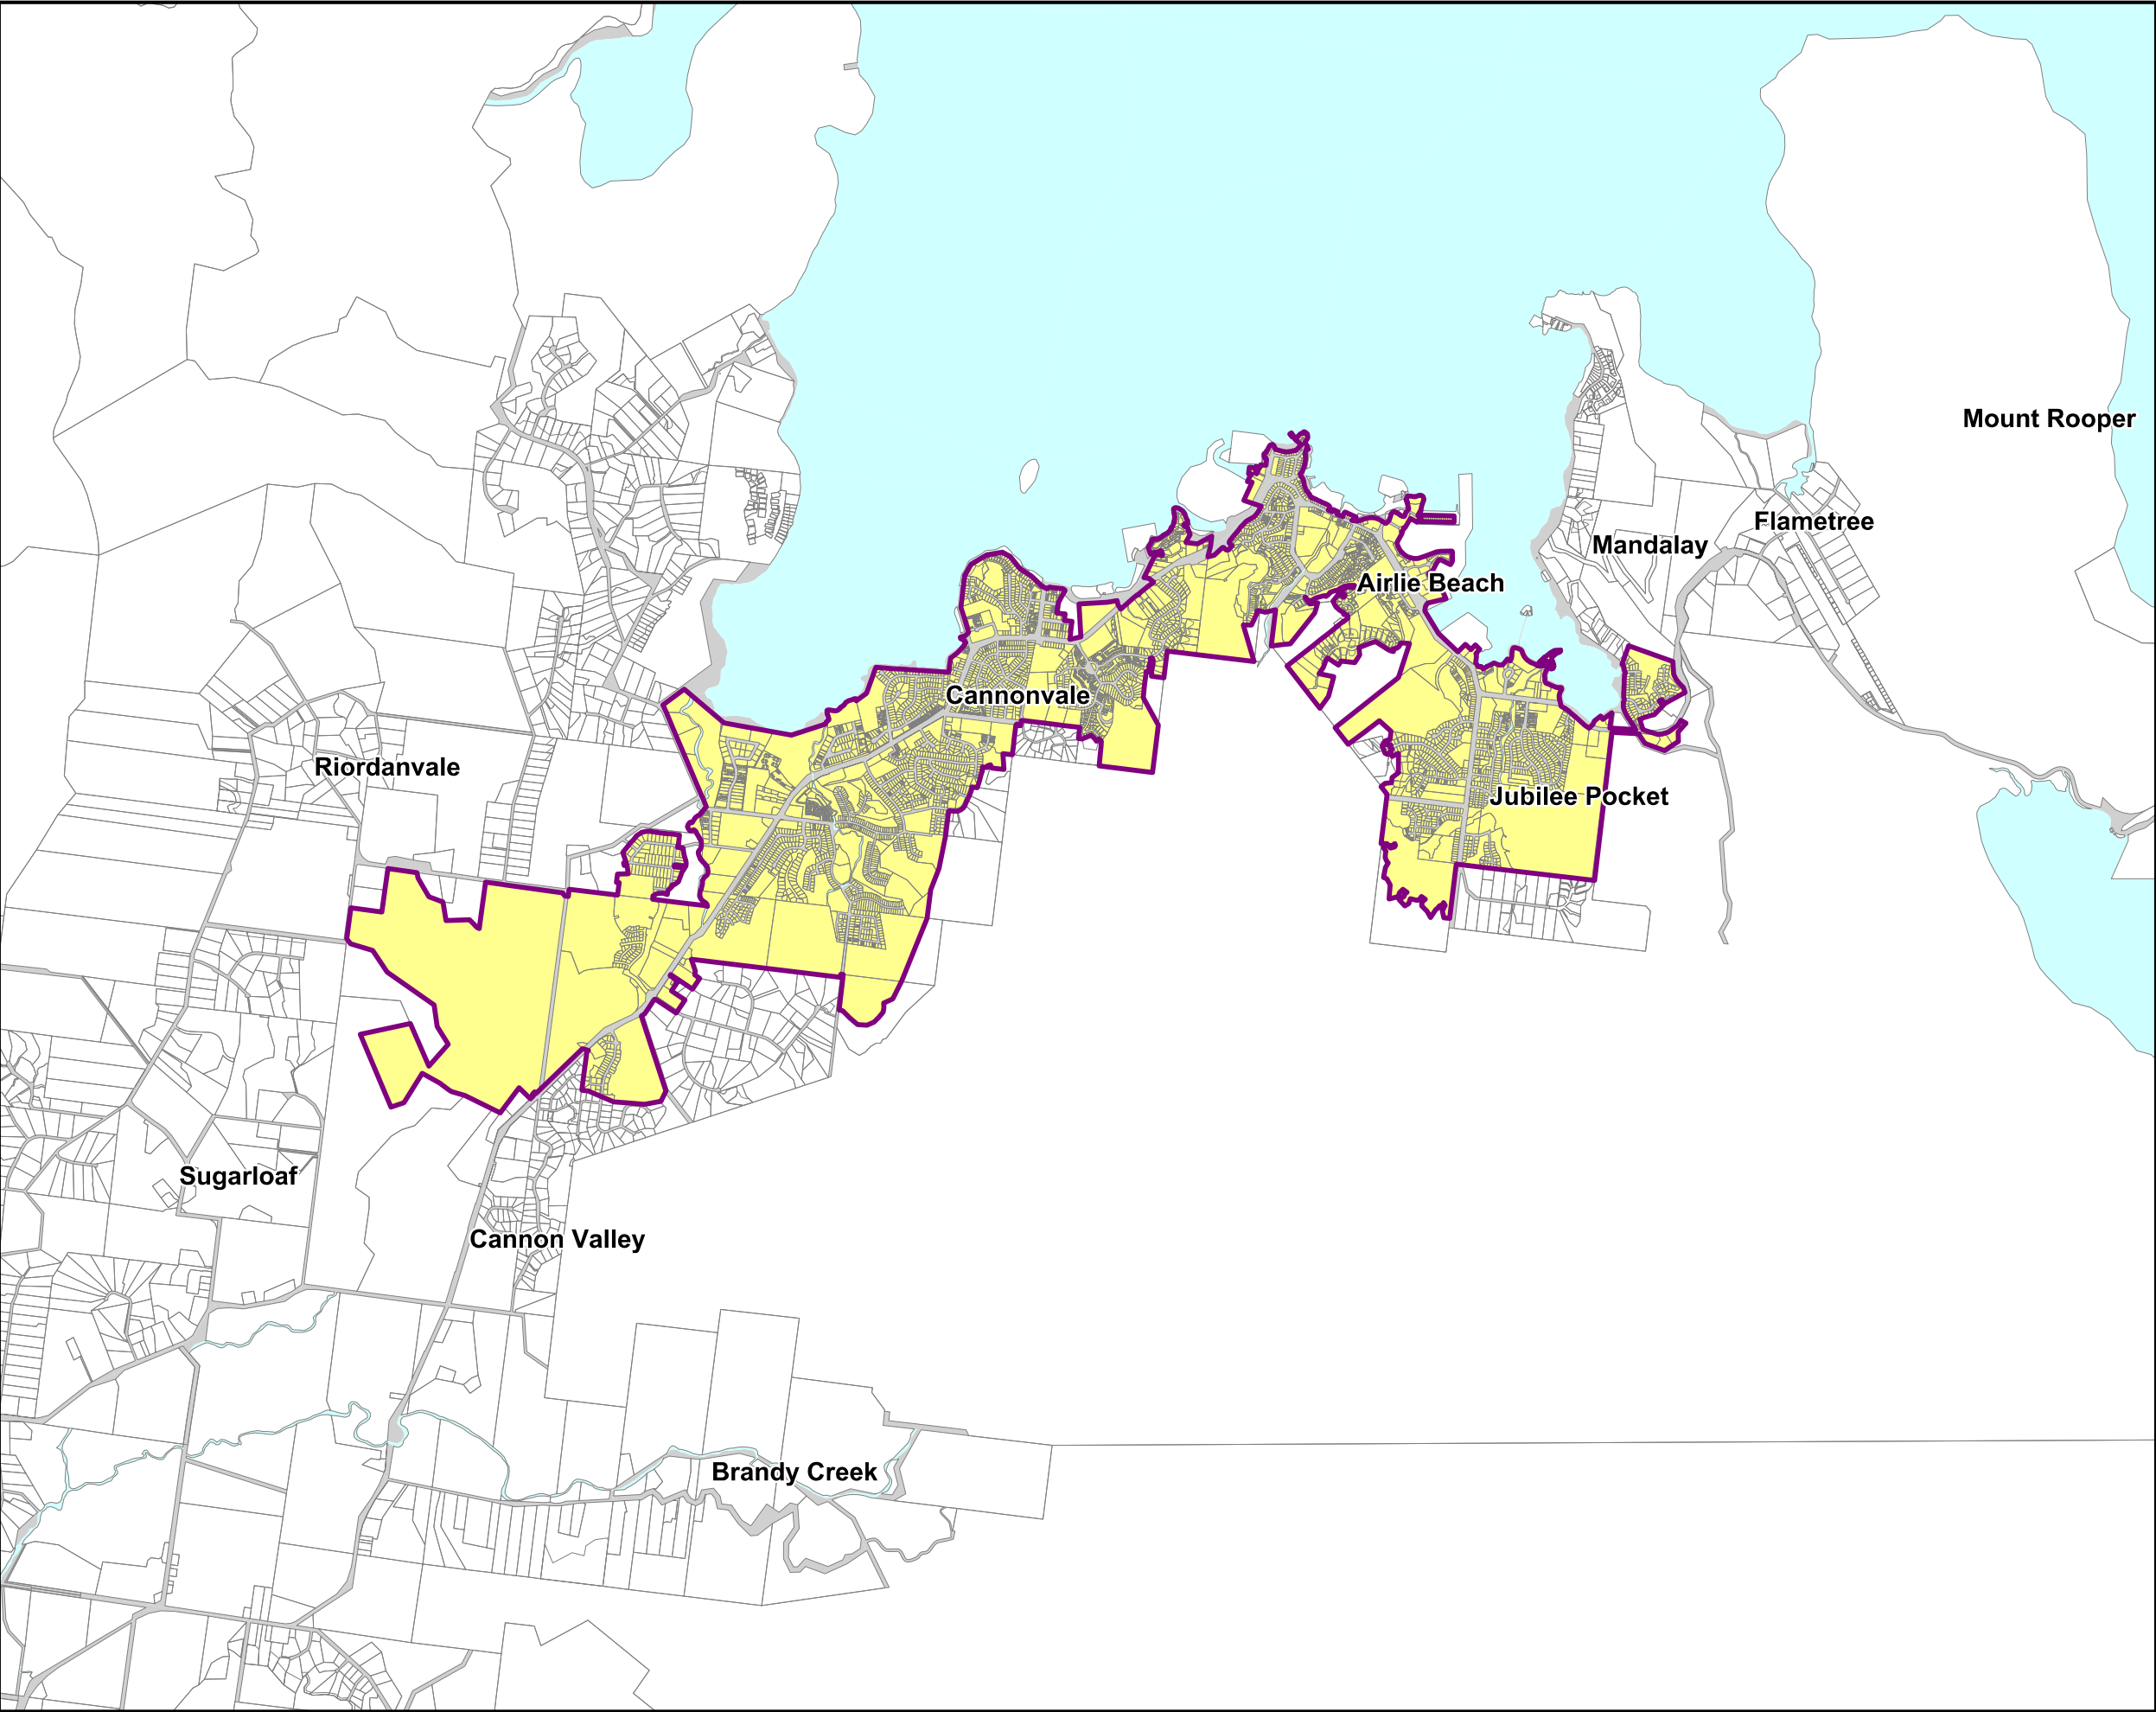 Mount Rooper
Flametree
Mandalay
Airlie Beach
Cannonvale
Riordanvale
Jubilee Pocket
Sugarloaf
Cannon Valley
Brandy Creek